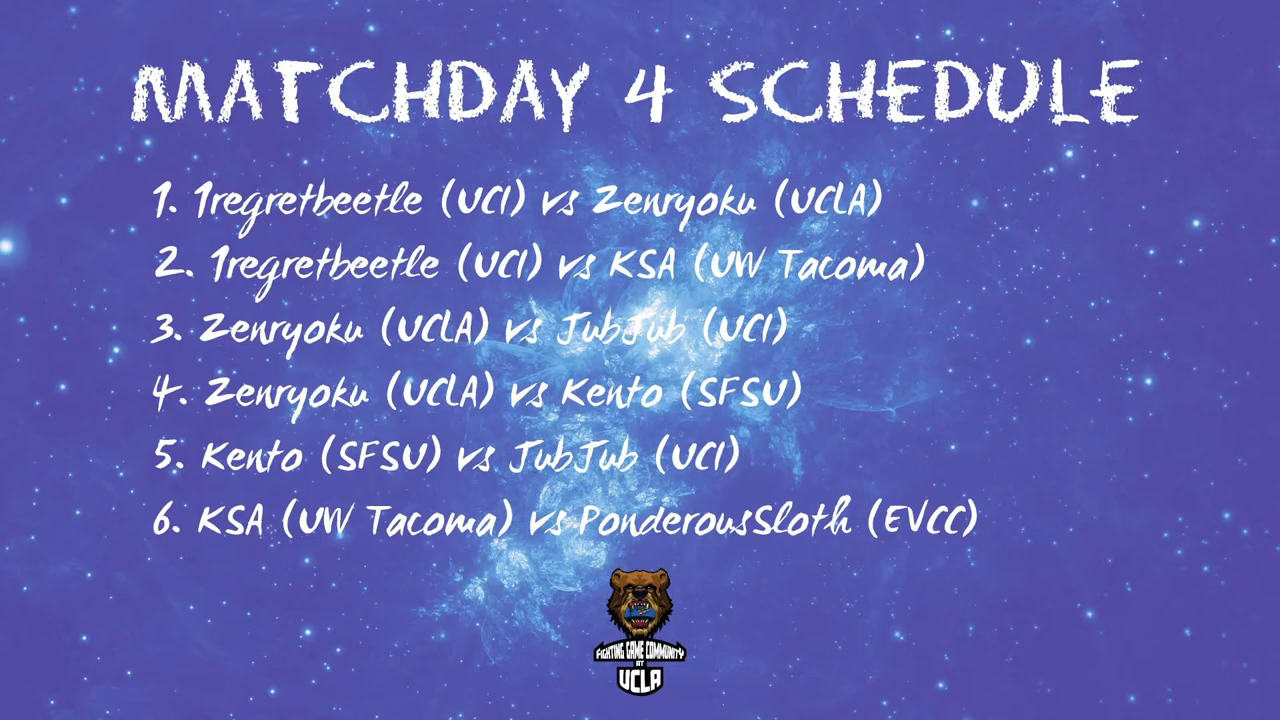 MATCHDAY 4 SCHEDULE
1. 1regretbeetle (UCI) vs Zenryoku (UCLA)
2. 1regretbeetle (UCI) vs KSA (UW Tacoma)
3. Zenryoku (UCLA) vs JubJub (UCI)
4. Zenryoku (UCLA) vs Kento (SFSU)
5. Kento (SFSU) vs JubJub (UCI)
6. KSA (UW Tacoma) vs PonderousSloth (EVCC)
FIGHTING GAME COMMUNITY
AT
UCLA